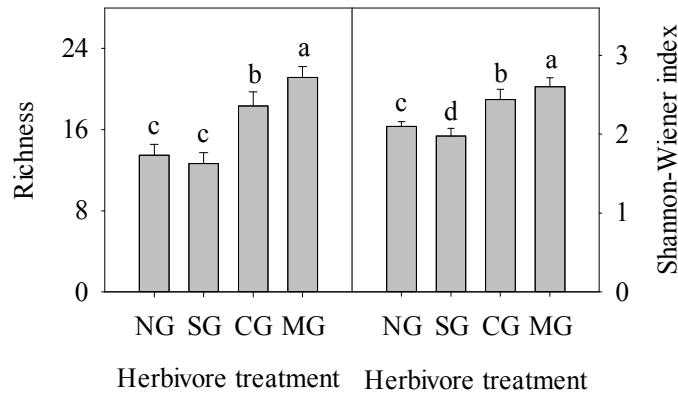 24
16
8
0
Richness
c
c
b
a
c
d
b
a
3
2
1
0
Shannon-Wiener index
NG SG CG MG
NG SG CG MG
Herbivore treatment
Herbivore treatment